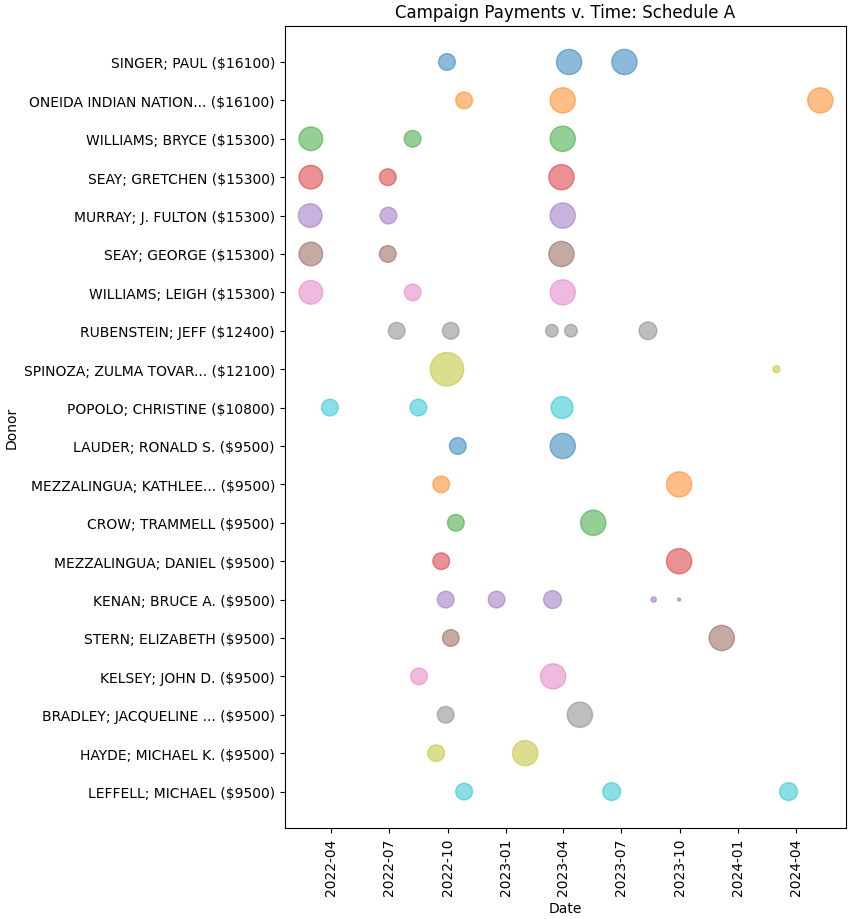 Campaign Payments v. Time: Schedule A
SINGER; PAUL ($16100)
ONEIDA INDIAN NATION... ($16100)
WILLIAMS; BRYCE ($15300)
SEAY; GRETCHEN ($15300)
MURRAY; J. FULTON ($15300)
SEAY; GEORGE ($15300)
WILLIAMS; LEIGH ($15300)
RUBENSTEIN; JEFF ($12400)
SPINOZA; ZULMA TOVAR... ($12100)
POPOLO; CHRISTINE ($10800)
LAUDER; RONALD S. ($9500)
MEZZALINGUA; KATHLEE... ($9500)
CROW; TRAMMELL ($9500)
MEZZALINGUA; DANIEL ($9500)
KENAN; BRUCE A. ($9500)
STERN; ELIZABETH ($9500)
KELSEY; JOHN D. ($9500)
BRADLEY; JACQUELINE ... ($9500)
HAYDE; MICHAEL K. ($9500)
LEFFELL; MICHAEL ($9500)
Donor
2022-04
2022-07
2022-10
2023-01
2023-04
2023-07
2023-10
2024-01
2024-04
Date